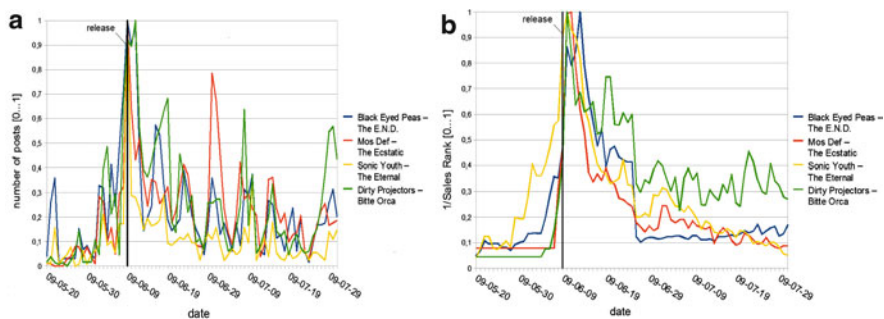 a
release
1
0,9
0,8
0,7
0,6
0,5
0,4
0,3
0,2
0,1
0
number of posts [0...1]
09-05-20
09-05-30
09-06-09
09-06-19
09-06-29
09-07-09
09-07-19
09-07-29
date
Black Eyed Peas –
The E.N.D.
Mos Def –
The Ecstatic
Sonic Youth –
The Eternal
Dirty Projectors –
Bitte Orca
b
release
1
0,9
0,8
0,7
0,6
0,5
0,4
0,3
0,2
0,1
0
1/Sales Rank [0...1]
09-05-20
09-05-30
09-06-09
09-06-19
09-06-29
09-07-09
09-07-19
09-07-29
date
Black Eyed Peas –
The E.N.D.
Mos Def –
The Ecstatic
Sonic Youth –
The Eternal
Dirty Projectors –
Bitte Orca